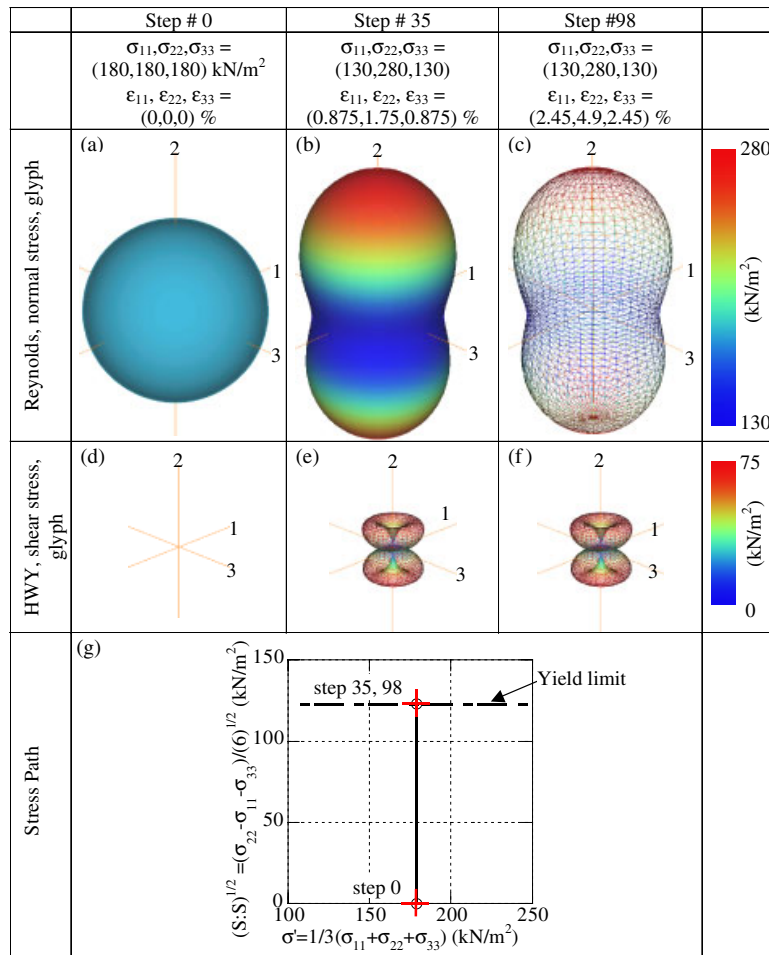 Step # 0
Step # 35
Step #98
σ₁₁,σ₂₂,σ₃₃ =
(180,180,180) kN/m²
ε₁₁, ε₂₂, ε₃₃ =
(0,0,0) %
σ₁₁,σ₂₂,σ₃₃ =
(130,280,130)
ε₁₁, ε₂₂, ε₃₃ =
(0.875,1.75,0.875) %
σ₁₁,σ₂₂,σ₃₃ =
(130,280,130)
ε₁₁, ε₂₂, ε₃₃ =
(2.45,4.9,2.45) %
Reynolds, normal stress, glyph
(a)
2
1
3
(b)
2
1
3
(c)
2
1
3
280
(kN/m²)
130
HWY, shear stress,
glyph
(d)
2
1
3
(e)
2
1
3
(f)
2
1
3
75
(kN/m²)
0
Stress Path
(g)
(S:S)^1/2 =(σ₂₂-σ₁₁-σ₃₃)/(6)^1/2 (kN/m²)
150
100
50
0
step 35, 98
Yield limit
step 0
100
150
200
250
σ'=1/3(σ₁₁+σ₂₂+σ₃₃) (kN/m²)